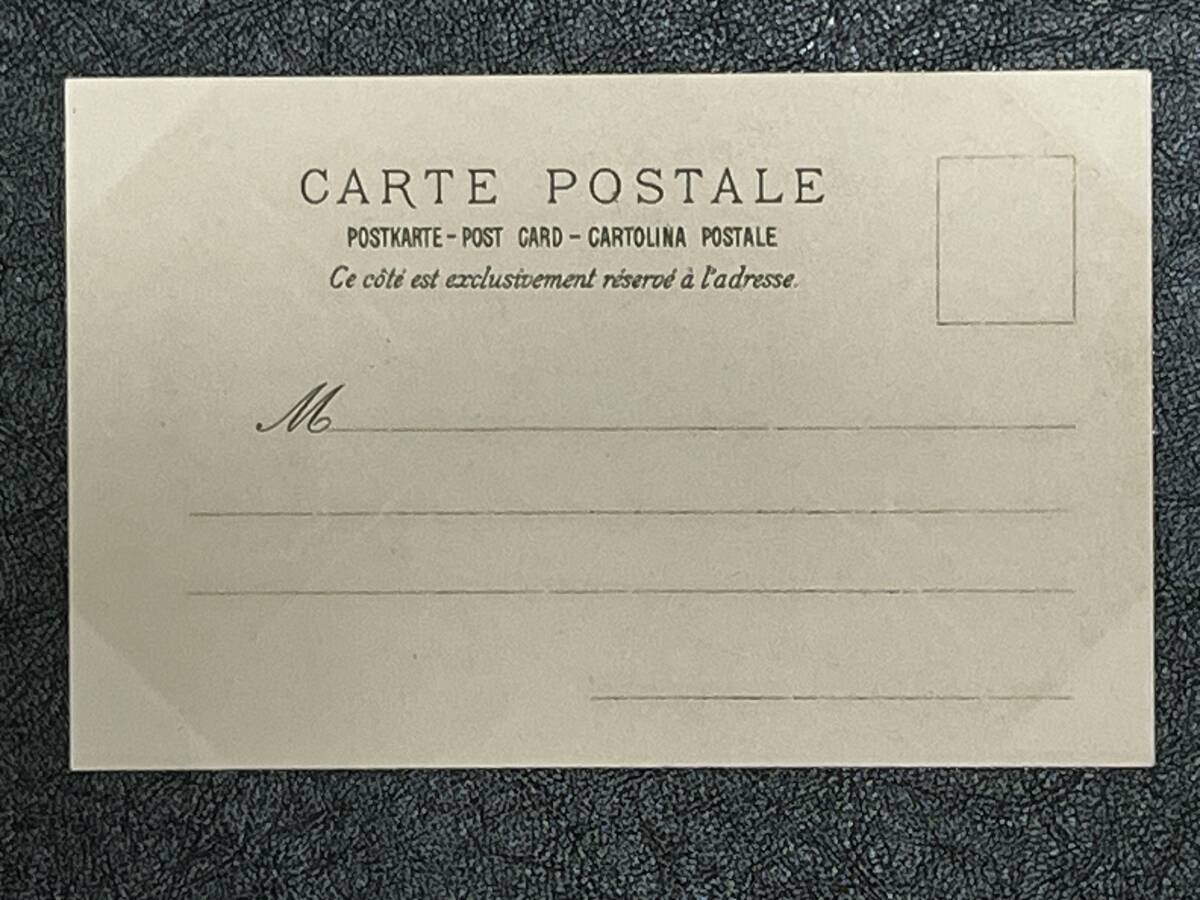 CARTE POSTALE
POSTKARTE - POST CARD - CARTOLINA POSTALE
Ce côté est exclusivement réservé à l'adresse.
M